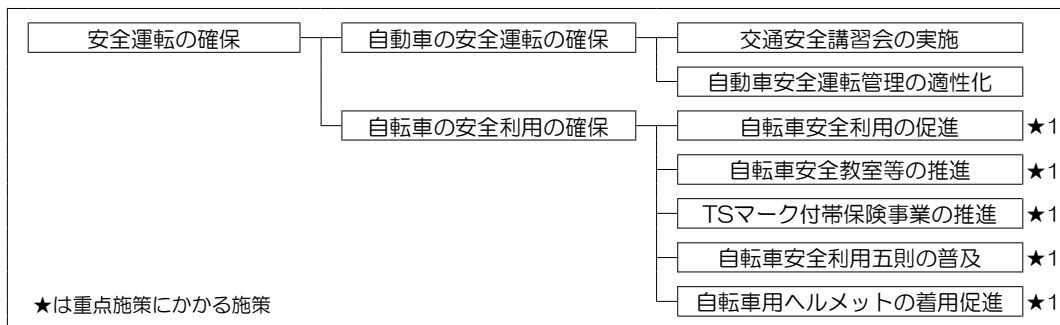 安全運転の確保
自動車の安全運転の確保
交通安全講習会の実施
自動車安全運転管理の適性化
自転車の安全利用の確保
自転車安全利用の促進 ★1
自転車安全教室等の推進 ★1
TSマーク付帯保険事業の推進 ★1
自転車安全利用五則の普及 ★1
自転車用ヘルメットの着用促進 ★1
★は重点施策にかかる施策